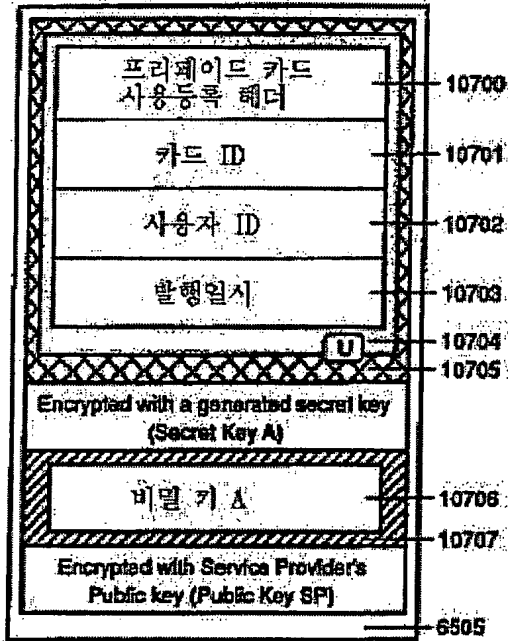 프리페이드 카드
사용등록 헤더
10700
카드 ID
10701
사용자 ID
10702
발행일시
10703
U
10704
10705
Encrypted with a generated secret key
(Secret Key A)
비밀 키 A
10706
10707
Encrypted with Service Provider's
Public key (Public Key SP)
6505